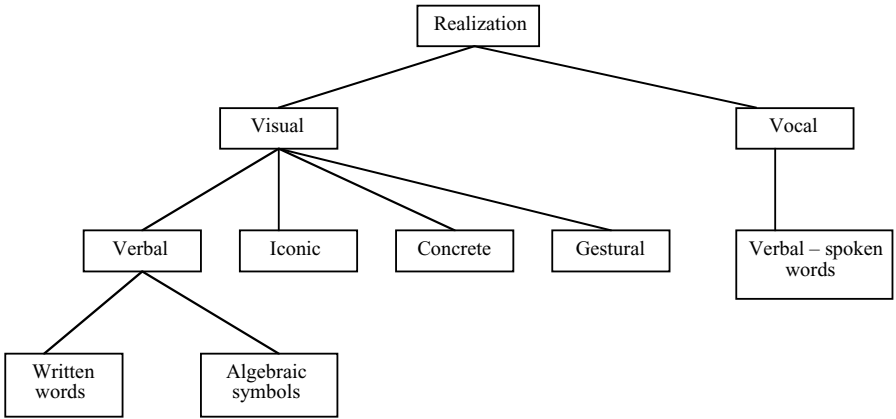 Realization
Visual
Vocal
Verbal
Iconic
Concrete
Gestural
Verbal – spoken
words
Written
words
Algebraic
symbols